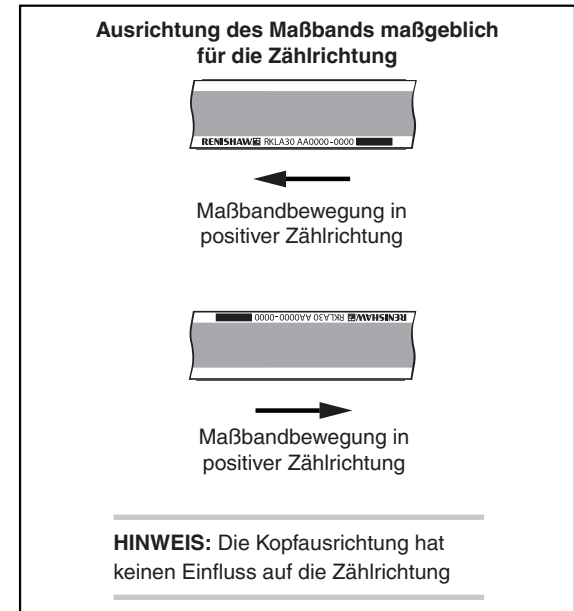 Ausrichtung des Maßbands maßgeblich
für die Zählrichtung
RENISHAW RKLA30 AA0000-0000
Maßbandbewegung in
positiver Zählrichtung
RENISHAW RKLA30 AA0000-0000
Maßbandbewegung in
positiver Zählrichtung
HINWEIS: Die Kopfausrichtung hat
keinen Einfluss auf die Zählrichtung